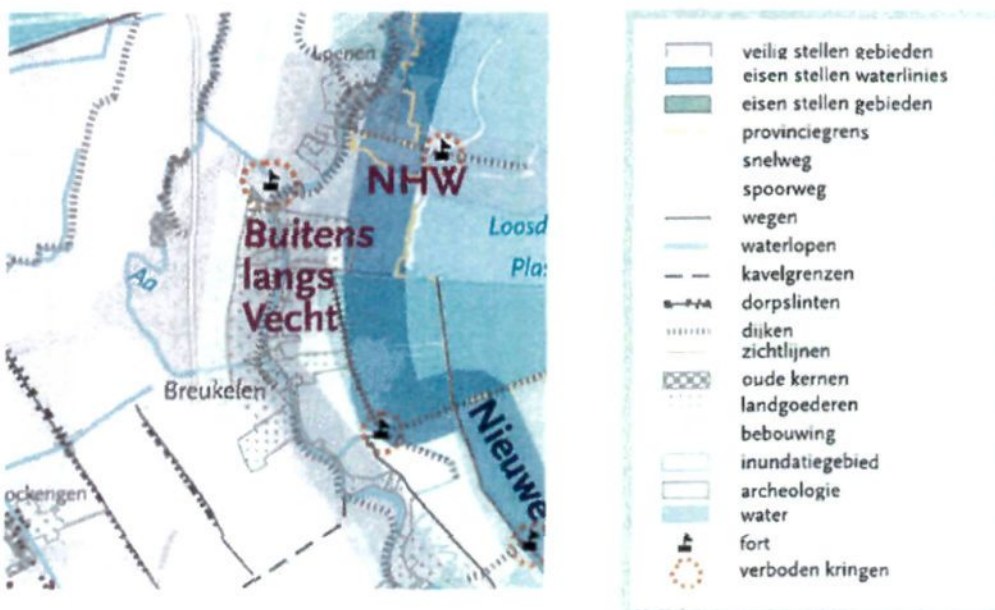 Loenen
NHW
Buitens
langs
Vecht
Loosd
Plas
Aa
Breukelen
Nieuwe
ockengen
veilig stellen gebieden
eisen stellen waterlinies
eisen stellen gebieden
provinciegrens
snelweg
spoorweg
wegen
waterlopen
kavelgrenzen
dorpslinten
dijken
zichtlijnen
oude kernen
landgoederen
bebouwing
inundatiegebied
archeologie
water
fort
verboden kringen